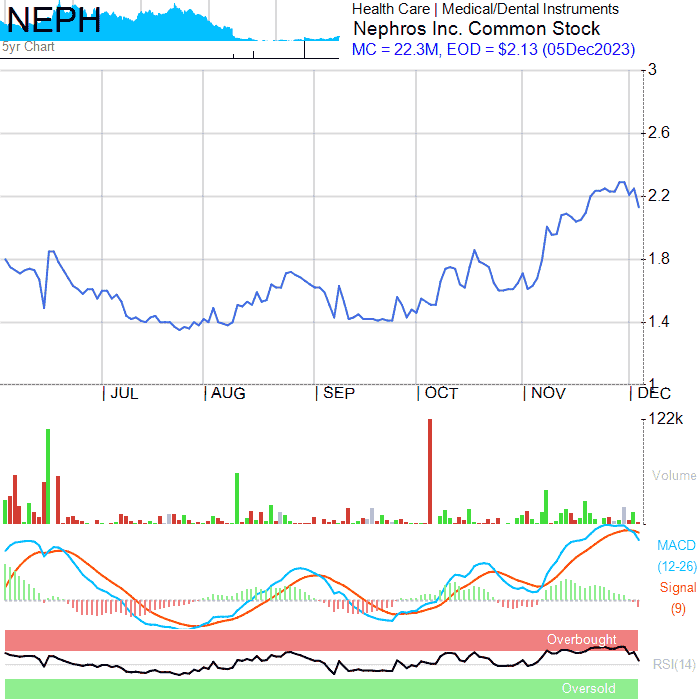 NEPH
5yr Chart
Health Care | Medical/Dental Instruments
Nephros Inc. Common Stock
MC = 22.3M, EOD = $2.13 (05Dec2023)
3
2.6
2.2
1.8
1.4
1
| JUL | AUG | SEP | OCT | NOV | DEC
122k
Volume
MACD
(12-26)
Signal
(9)
Overbought
RSI(14)
Oversold